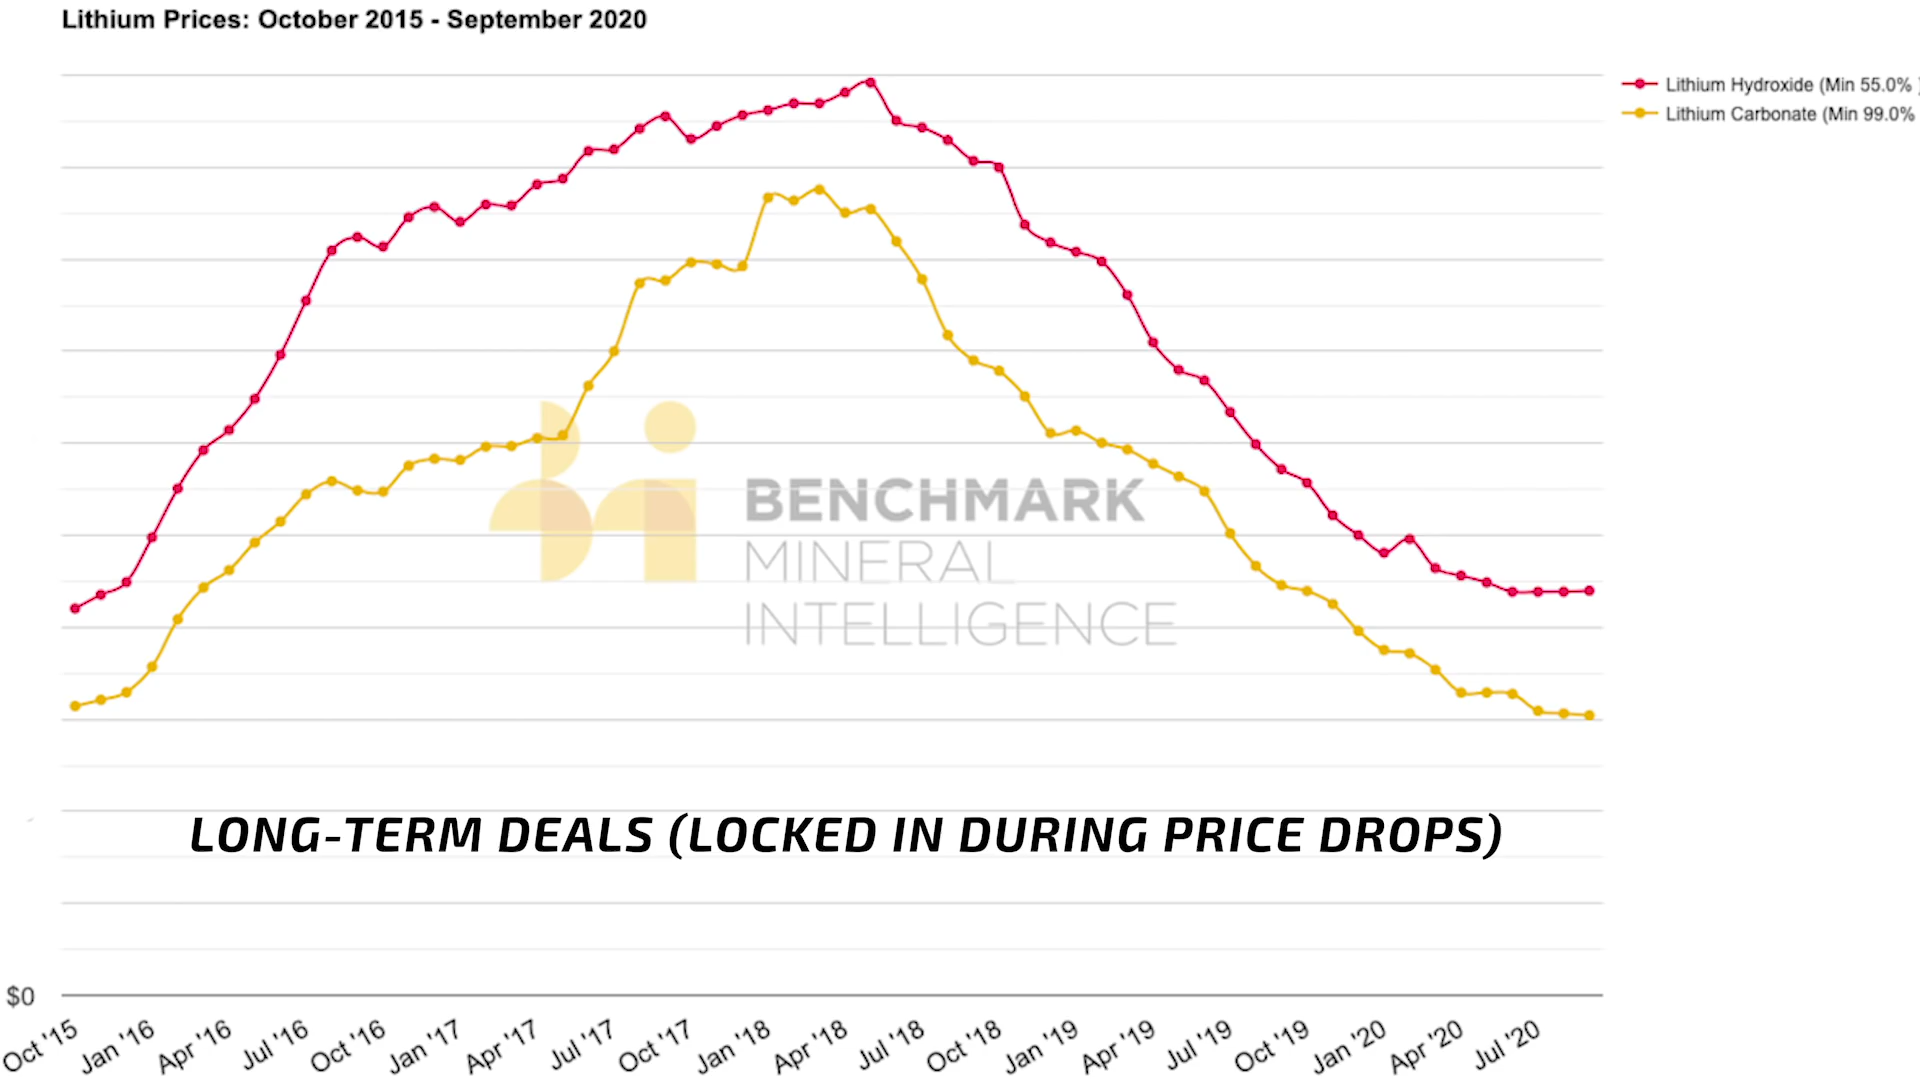 Lithium Prices: October 2015 - September 2020
Lithium Hydroxide (Min 55.0%
Lithium Carbonate (Min 99.0%
BENCHMARK
MINERAL
INTELLIGENCE
LONG-TERM DEALS (LOCKED IN DURING PRICE DROPS)
$0
Oct '15 Jan '16 Apr '16 Jul '16 Oct '16 Jan '17 Apr '17 Jul '17 Oct '17 Jan '18 Apr '18 Jul '18 Oct '18 Jan '19 Apr '19 Jul '19 Oct '19 Jan '20 Apr '20 Jul '20